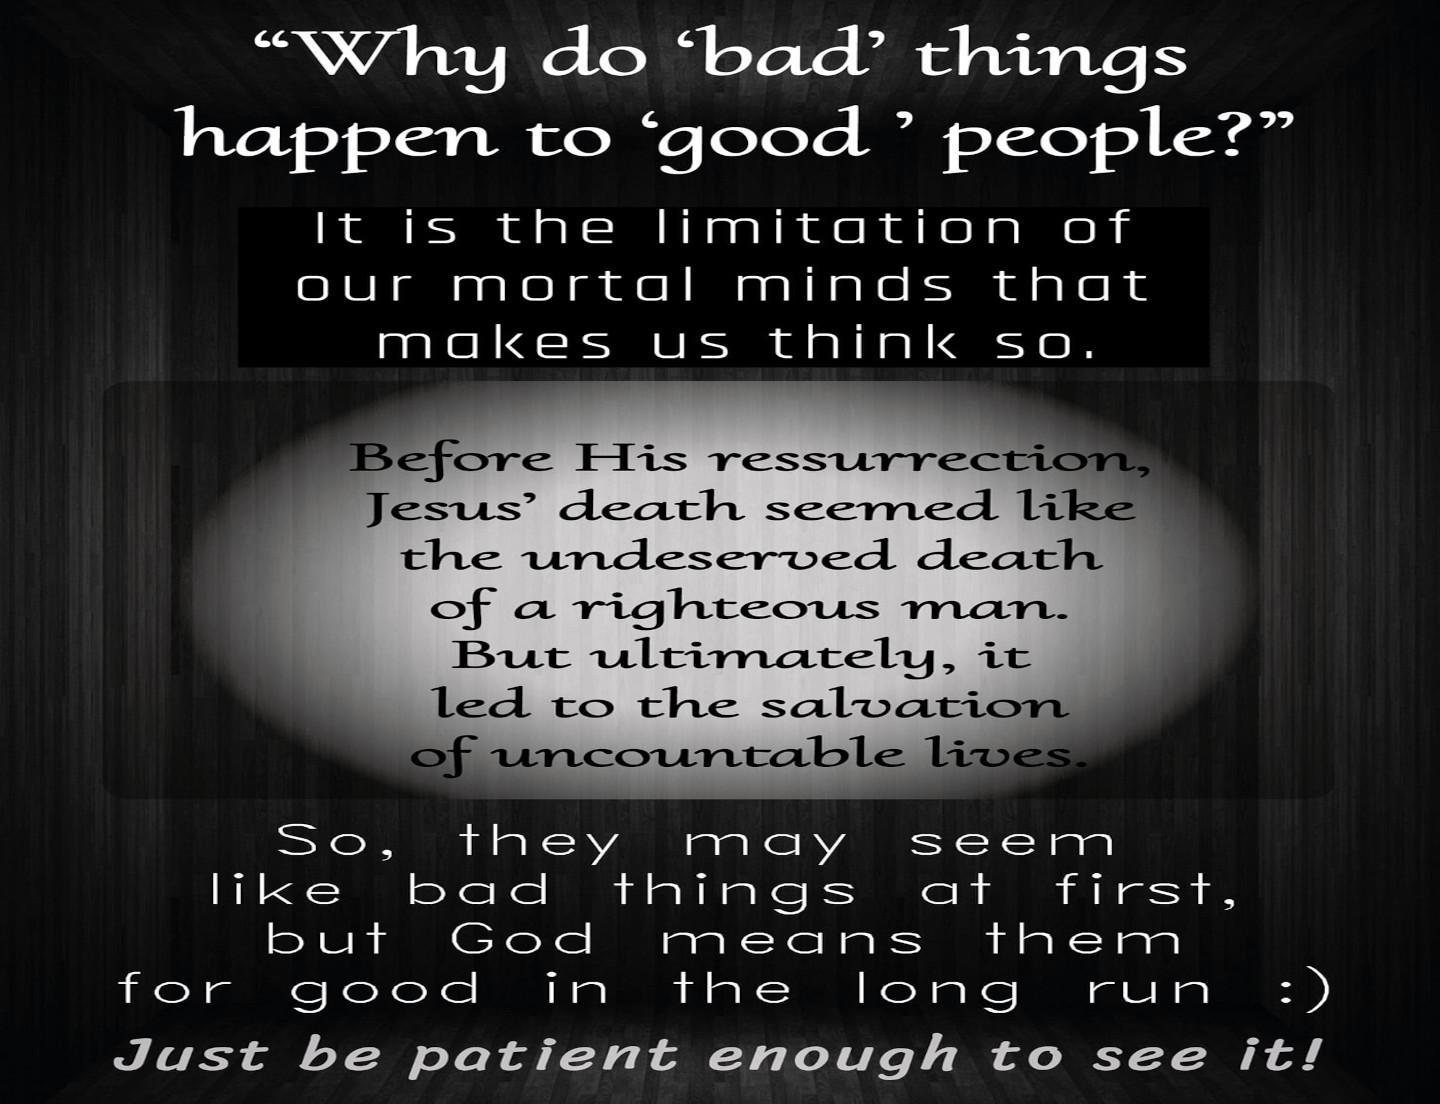 “Why do ‘bad’ things
happen to ‘good ’ people?”
It is the limitation of
our mortal minds that
makes us think so.
Before His ressurrection,
Jesus’ death seemed like
the undeserved death
of a righteous man.
But ultimately, it
led to the salvation
of uncountable lives.
So, they may seem
like bad things at first,
but God means them
for good in the long run :)
Just be patient enough to see it!